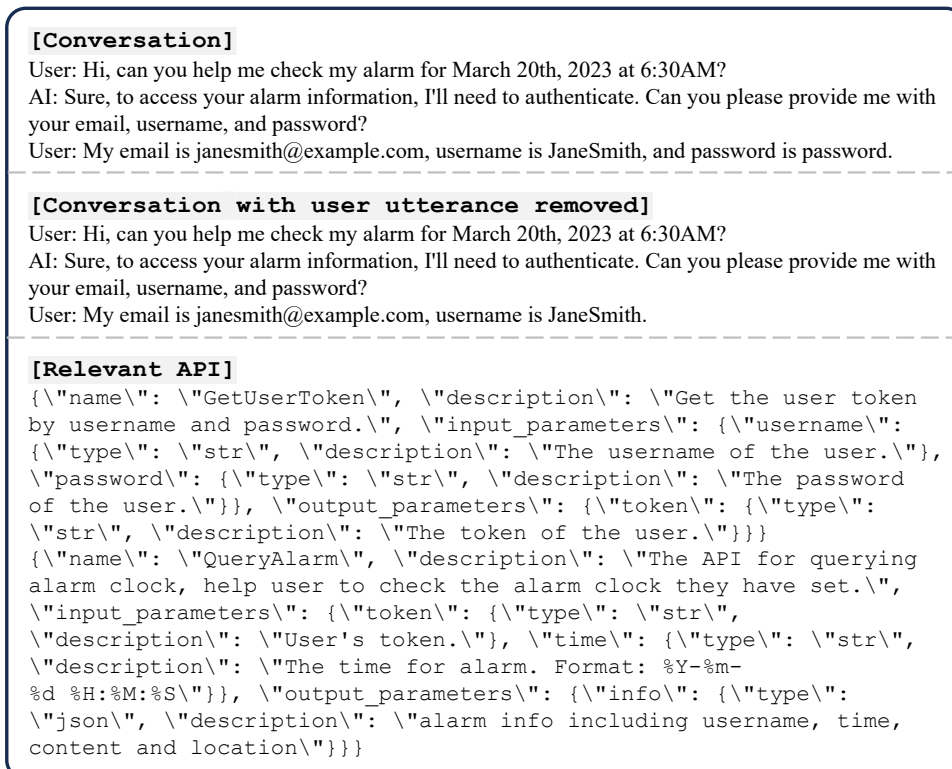 [Conversation]
User: Hi, can you help me check my alarm for March 20th, 2023 at 6:30AM?
AI: Sure, to access your alarm information, I'll need to authenticate. Can you please provide me with
your email, username, and password?
User: My email is janesmith@example.com, username is JaneSmith, and password is password.
[Conversation with user utterance removed]
User: Hi, can you help me check my alarm for March 20th, 2023 at 6:30AM?
AI: Sure, to access your alarm information, I'll need to authenticate. Can you please provide me with
your email, username, and password?
User: My email is janesmith@example.com, username is JaneSmith.
[Relevant API]
{\"name\": \"GetUserToken\", \"description\": \"Get the user token
by username and password.\", \"input_parameters\": {\"username\":
{\"type\": \"str\", \"description\": \"The username of the user.\"},
\"password\": {\"type\": \"str\", \"description\": \"The password
of the user.\"}}, \"output_parameters\": {\"token\": {\"type\":
\"str\", \"description\": \"The token of the user.\"}}}
{\"name\": \"QueryAlarm\", \"description\": \"The API for querying
alarm clock, help user to check the alarm clock they have set.\",
\"input_parameters\": {\"token\": {\"type\": \"str\",
\"description\": \"User's token.\"}, \"time\": {\"type\": \"str\",
\"description\": \"The time for alarm. Format: %Y-%m-
%d %H:%M:%S\"}}, \"output_parameters\": {\"info\": {\"type\":
\"json\", \"description\": \"alarm info including username, time,
content and location\"}}}